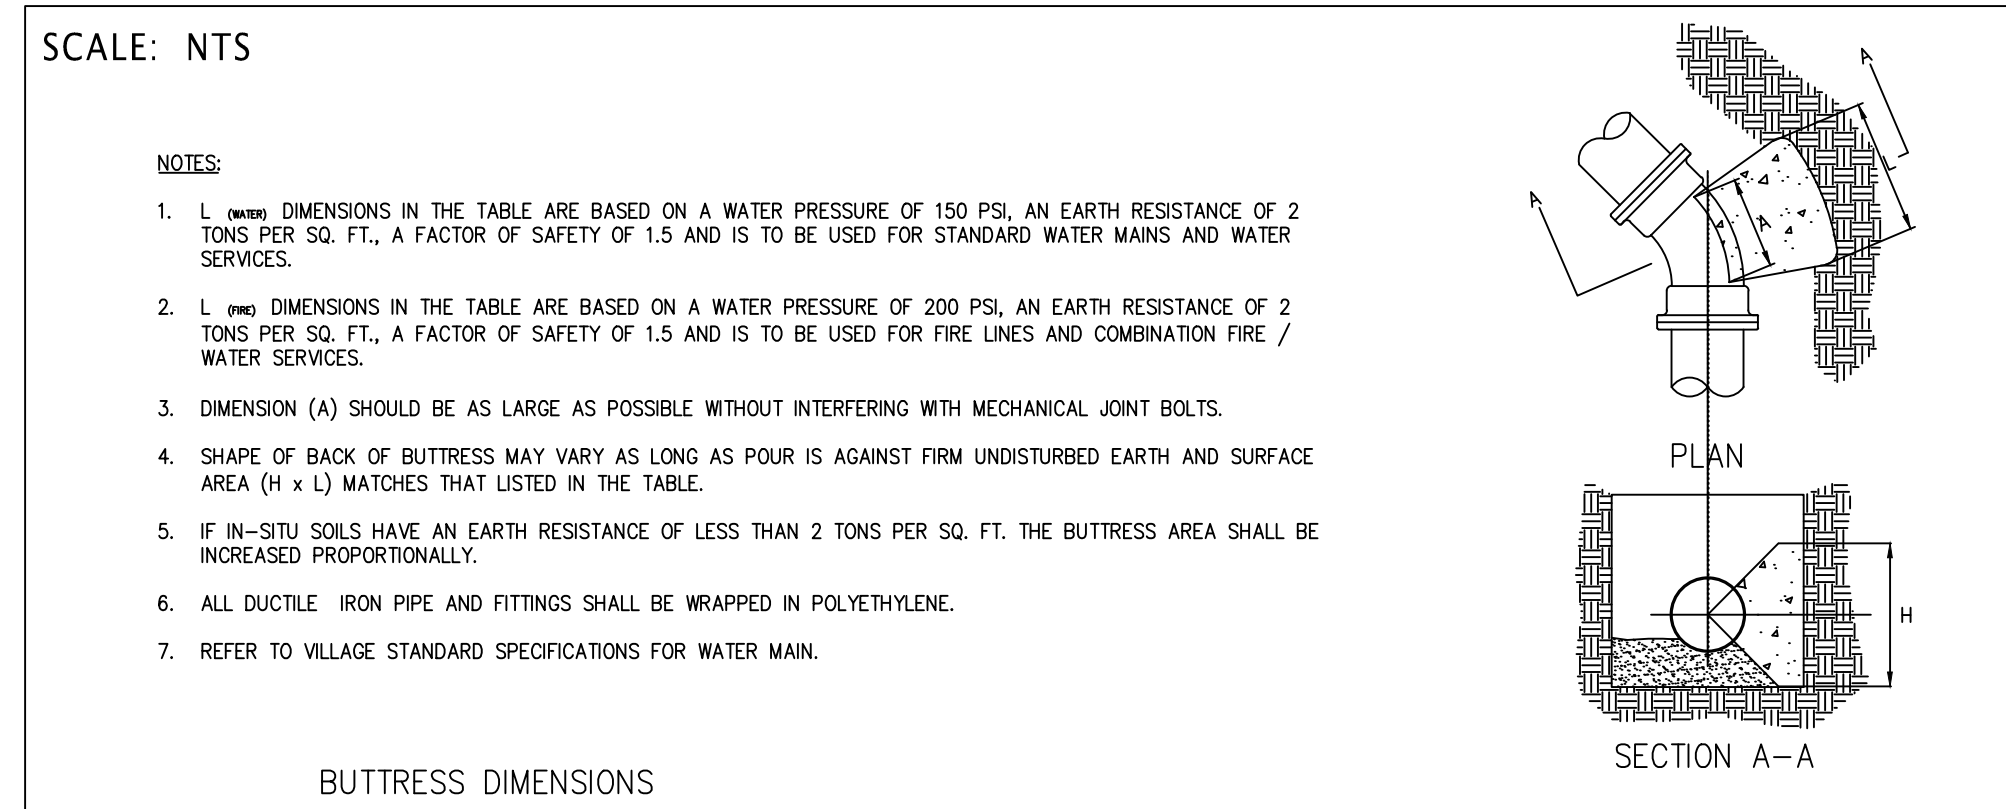 SCALE: NTS
NOTES:
1. L (WATER) DIMENSIONS IN THE TABLE ARE BASED ON A WATER PRESSURE OF 150 PSI, AN EARTH RESISTANCE OF 2
TONS PER SQ. FT., A FACTOR OF SAFETY OF 1.5 AND IS TO BE USED FOR STANDARD WATER MAINS AND WATER
SERVICES.
2. L (FIRE) DIMENSIONS IN THE TABLE ARE BASED ON A WATER PRESSURE OF 200 PSI, AN EARTH RESISTANCE OF 2
TONS PER SQ. FT., A FACTOR OF SAFETY OF 1.5 AND IS TO BE USED FOR FIRE LINES AND COMBINATION FIRE /
WATER SERVICES.
3. DIMENSION (A) SHOULD BE AS LARGE AS POSSIBLE WITHOUT INTERFERING WITH MECHANICAL JOINT BOLTS.
4. SHAPE OF BACK OF BUTTRESS MAY VARY AS LONG AS POUR IS AGAINST FIRM UNDISTURBED EARTH AND SURFACE
AREA (H x L) MATCHES THAT LISTED IN THE TABLE.
5. IF IN-SITU SOILS HAVE AN EARTH RESISTANCE OF LESS THAN 2 TONS PER SQ. FT. THE BUTTRESS AREA SHALL BE
INCREASED PROPORTIONALLY.
6. ALL DUCTILE IRON PIPE AND FITTINGS SHALL BE WRAPPED IN POLYETHYLENE.
7. REFER TO VILLAGE STANDARD SPECIFICATIONS FOR WATER MAIN.
BUTTRESS DIMENSIONS
A
L
A
A
PLAN
H
SECTION A-A